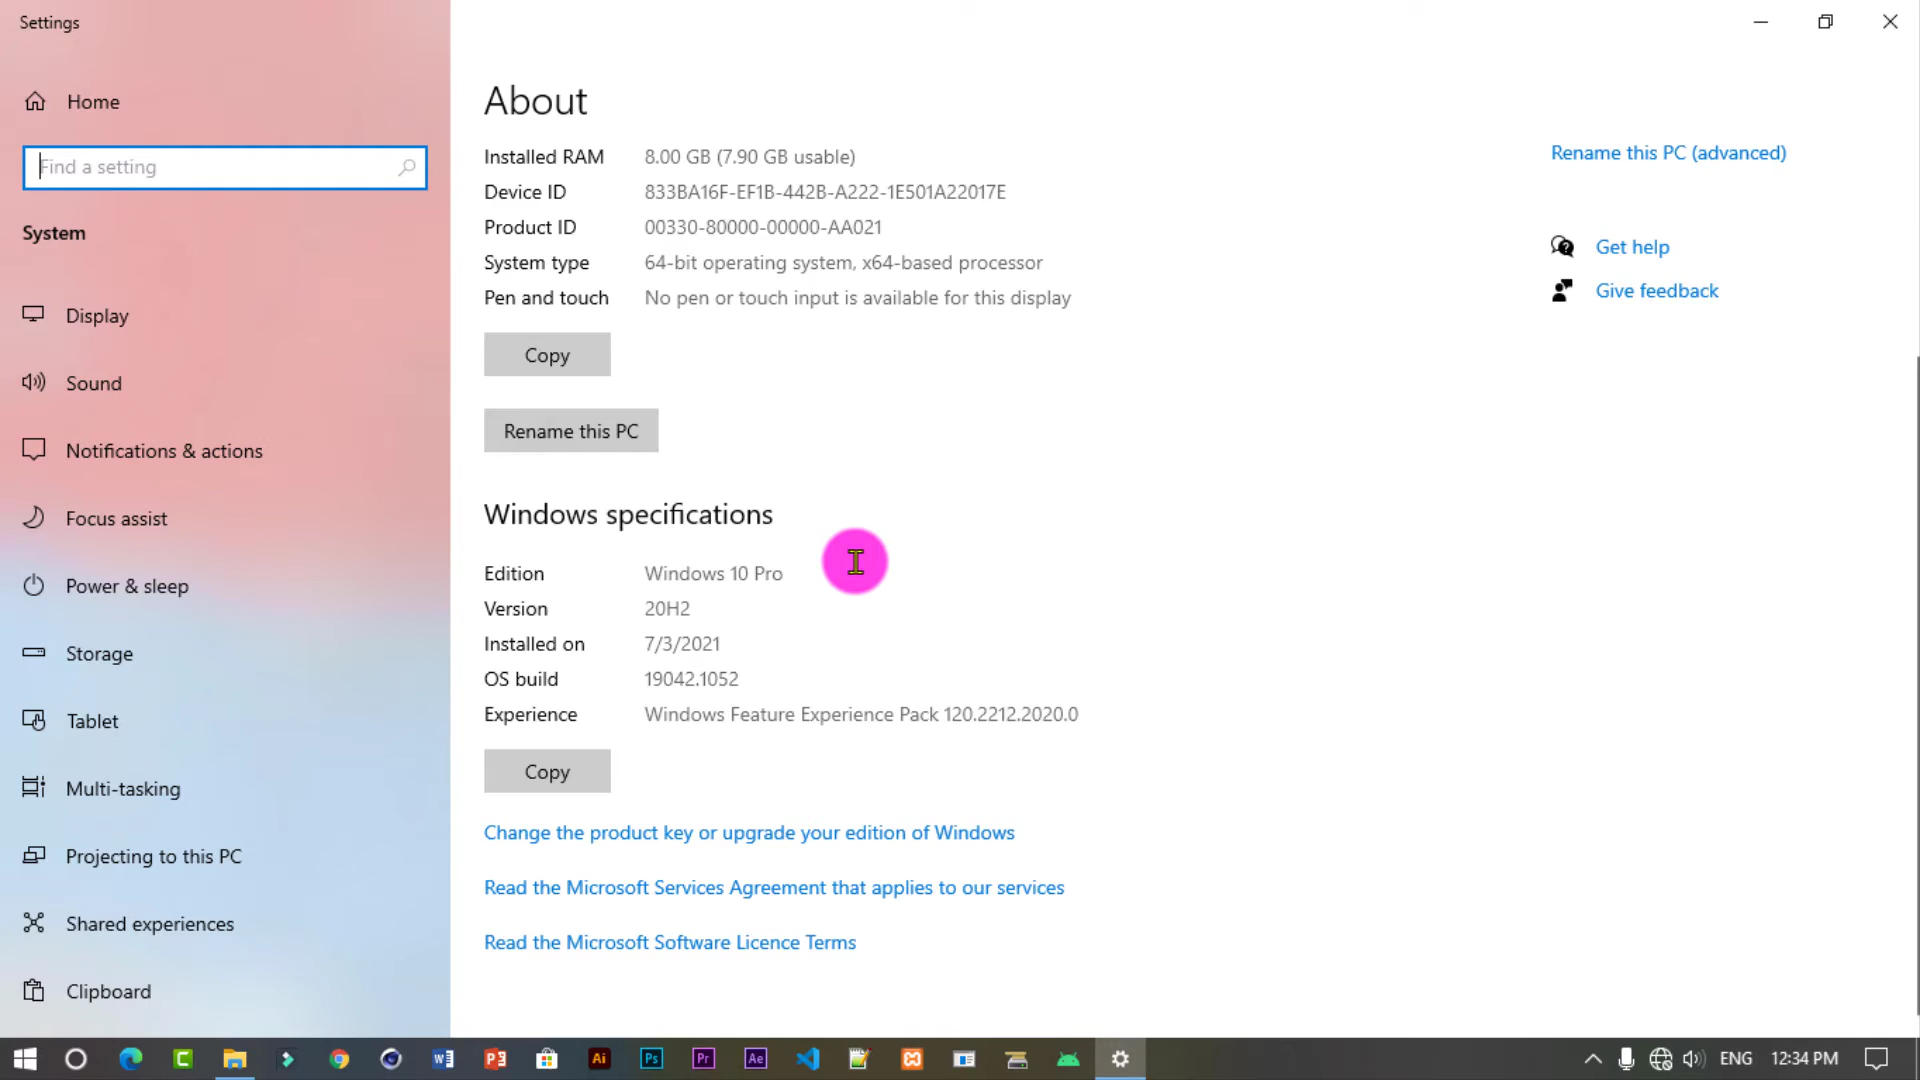 Settings
Home
Find a setting
System
Display
Sound
Notifications & actions
Focus assist
Power & sleep
Storage
Tablet
Multi-tasking
Projecting to this PC
Shared experiences
Clipboard
About
Installed RAM 8.00 GB (7.90 GB usable)
Device ID 833BA16F-EF1B-442B-A222-1E501A22017E
Product ID 00330-80000-00000-AA021
System type 64-bit operating system, x64-based processor
Pen and touch No pen or touch input is available for this display
Copy
Rename this PC
Windows specifications
Edition Windows 10 Pro
Version 20H2
Installed on 7/3/2021
OS build 19042.1052
Experience Windows Feature Experience Pack 120.2212.2020.0
Copy
Change the product key or upgrade your edition of Windows
Read the Microsoft Services Agreement that applies to our services
Read the Microsoft Software Licence Terms
Rename this PC (advanced)
Get help
Give feedback
Ai Ps Pr Ae ENG 12:34 PM